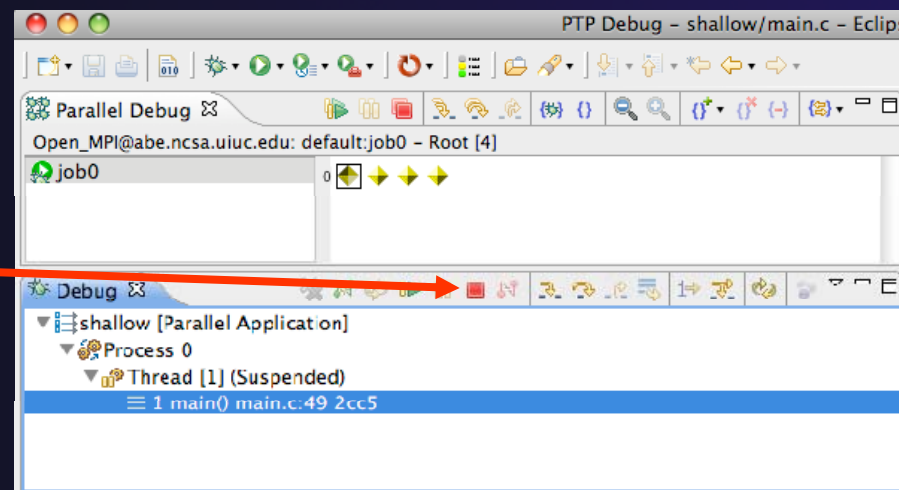 PTP Debug – shallow/main.c – Eclips
010
Parallel Debug
Open_MPI@abe.ncsa.uiuc.edu: default:job0 – Root [4]
job0
0
Debug
shallow [Parallel Application]
Process 0
Thread [1] (Suspended)
1 main() main.c:49 2cc5